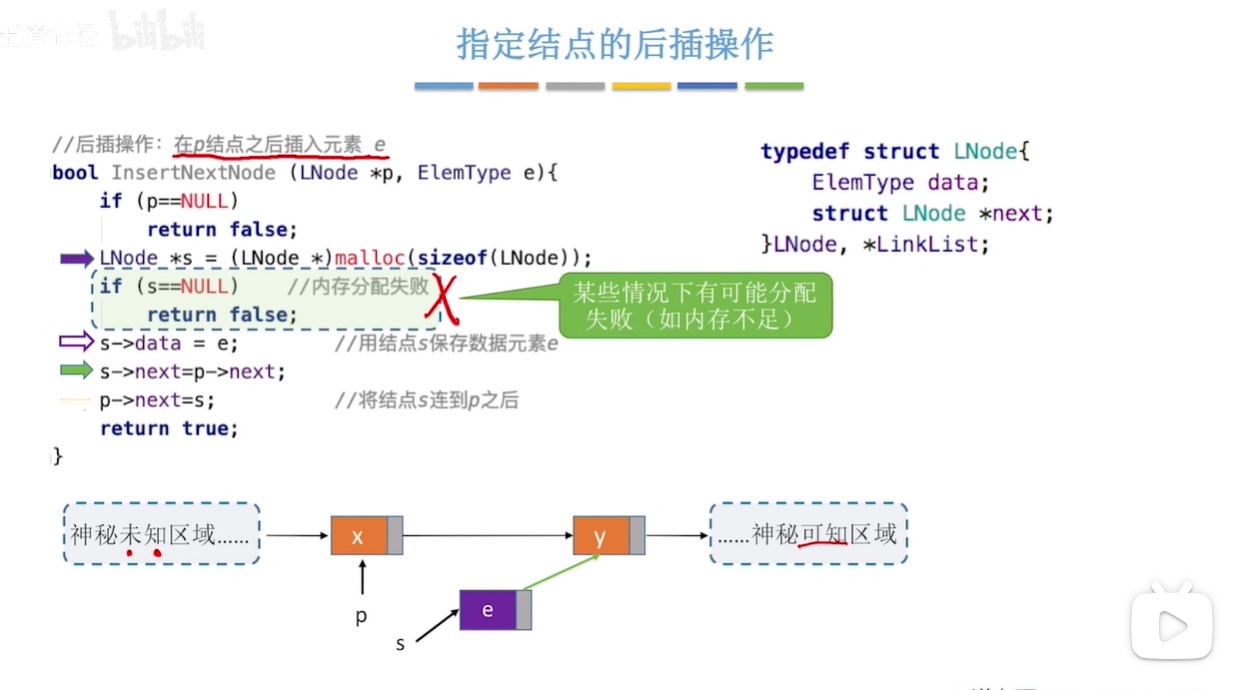 bilibili
指定结点的后插操作
//后插操作：在p结点之后插入元素 e
bool InsertNextNode (LNode *p, ElemType e){
if (p==NULL)
return false;
LNode *s = (LNode *)malloc(sizeof(LNode));
if (s==NULL) //内存分配失败
return false;
s->data = e; //用结点s保存数据元素e
s->next=p->next;
p->next=s; //将结点s连到p之后
return true;
}
typedef struct LNode{
ElemType data;
struct LNode *next;
}LNode, *LinkList;
某些情况下有可能分配
失败（如内存不足）
神秘未知区域……
x
y
……神秘可知区域
p
e
s